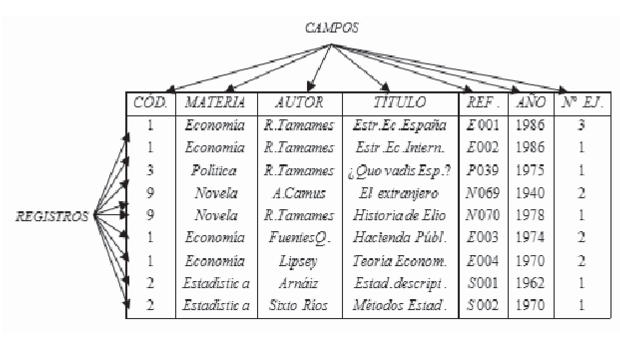 CAMPOS
CÓD. MATERIA AUTOR TÍTULO REF. AÑO Nº EJ.
1 Economía R.Tamames Estr.Ec.España E001 1986 3
1 Economía R.Tamames Estr.Ec.Intern. E002 1986 1
3 Política R.Tamames ¿Quo vadis Esp.? P039 1975 1
9 Novela A.Camus El extranjero N069 1940 2
REGISTROS 9 Novela R.Tamames Historia de Elio N070 1978 1
1 Economía FuentesQ. Hacienda Públ. E003 1974 2
1 Economía Lipsey Teoría Econom. E004 1970 2
2 Estadística Arnáiz Estad.descript. S001 1962 1
2 Estadística Sixto Ríos Métodos Estad. S002 1970 1